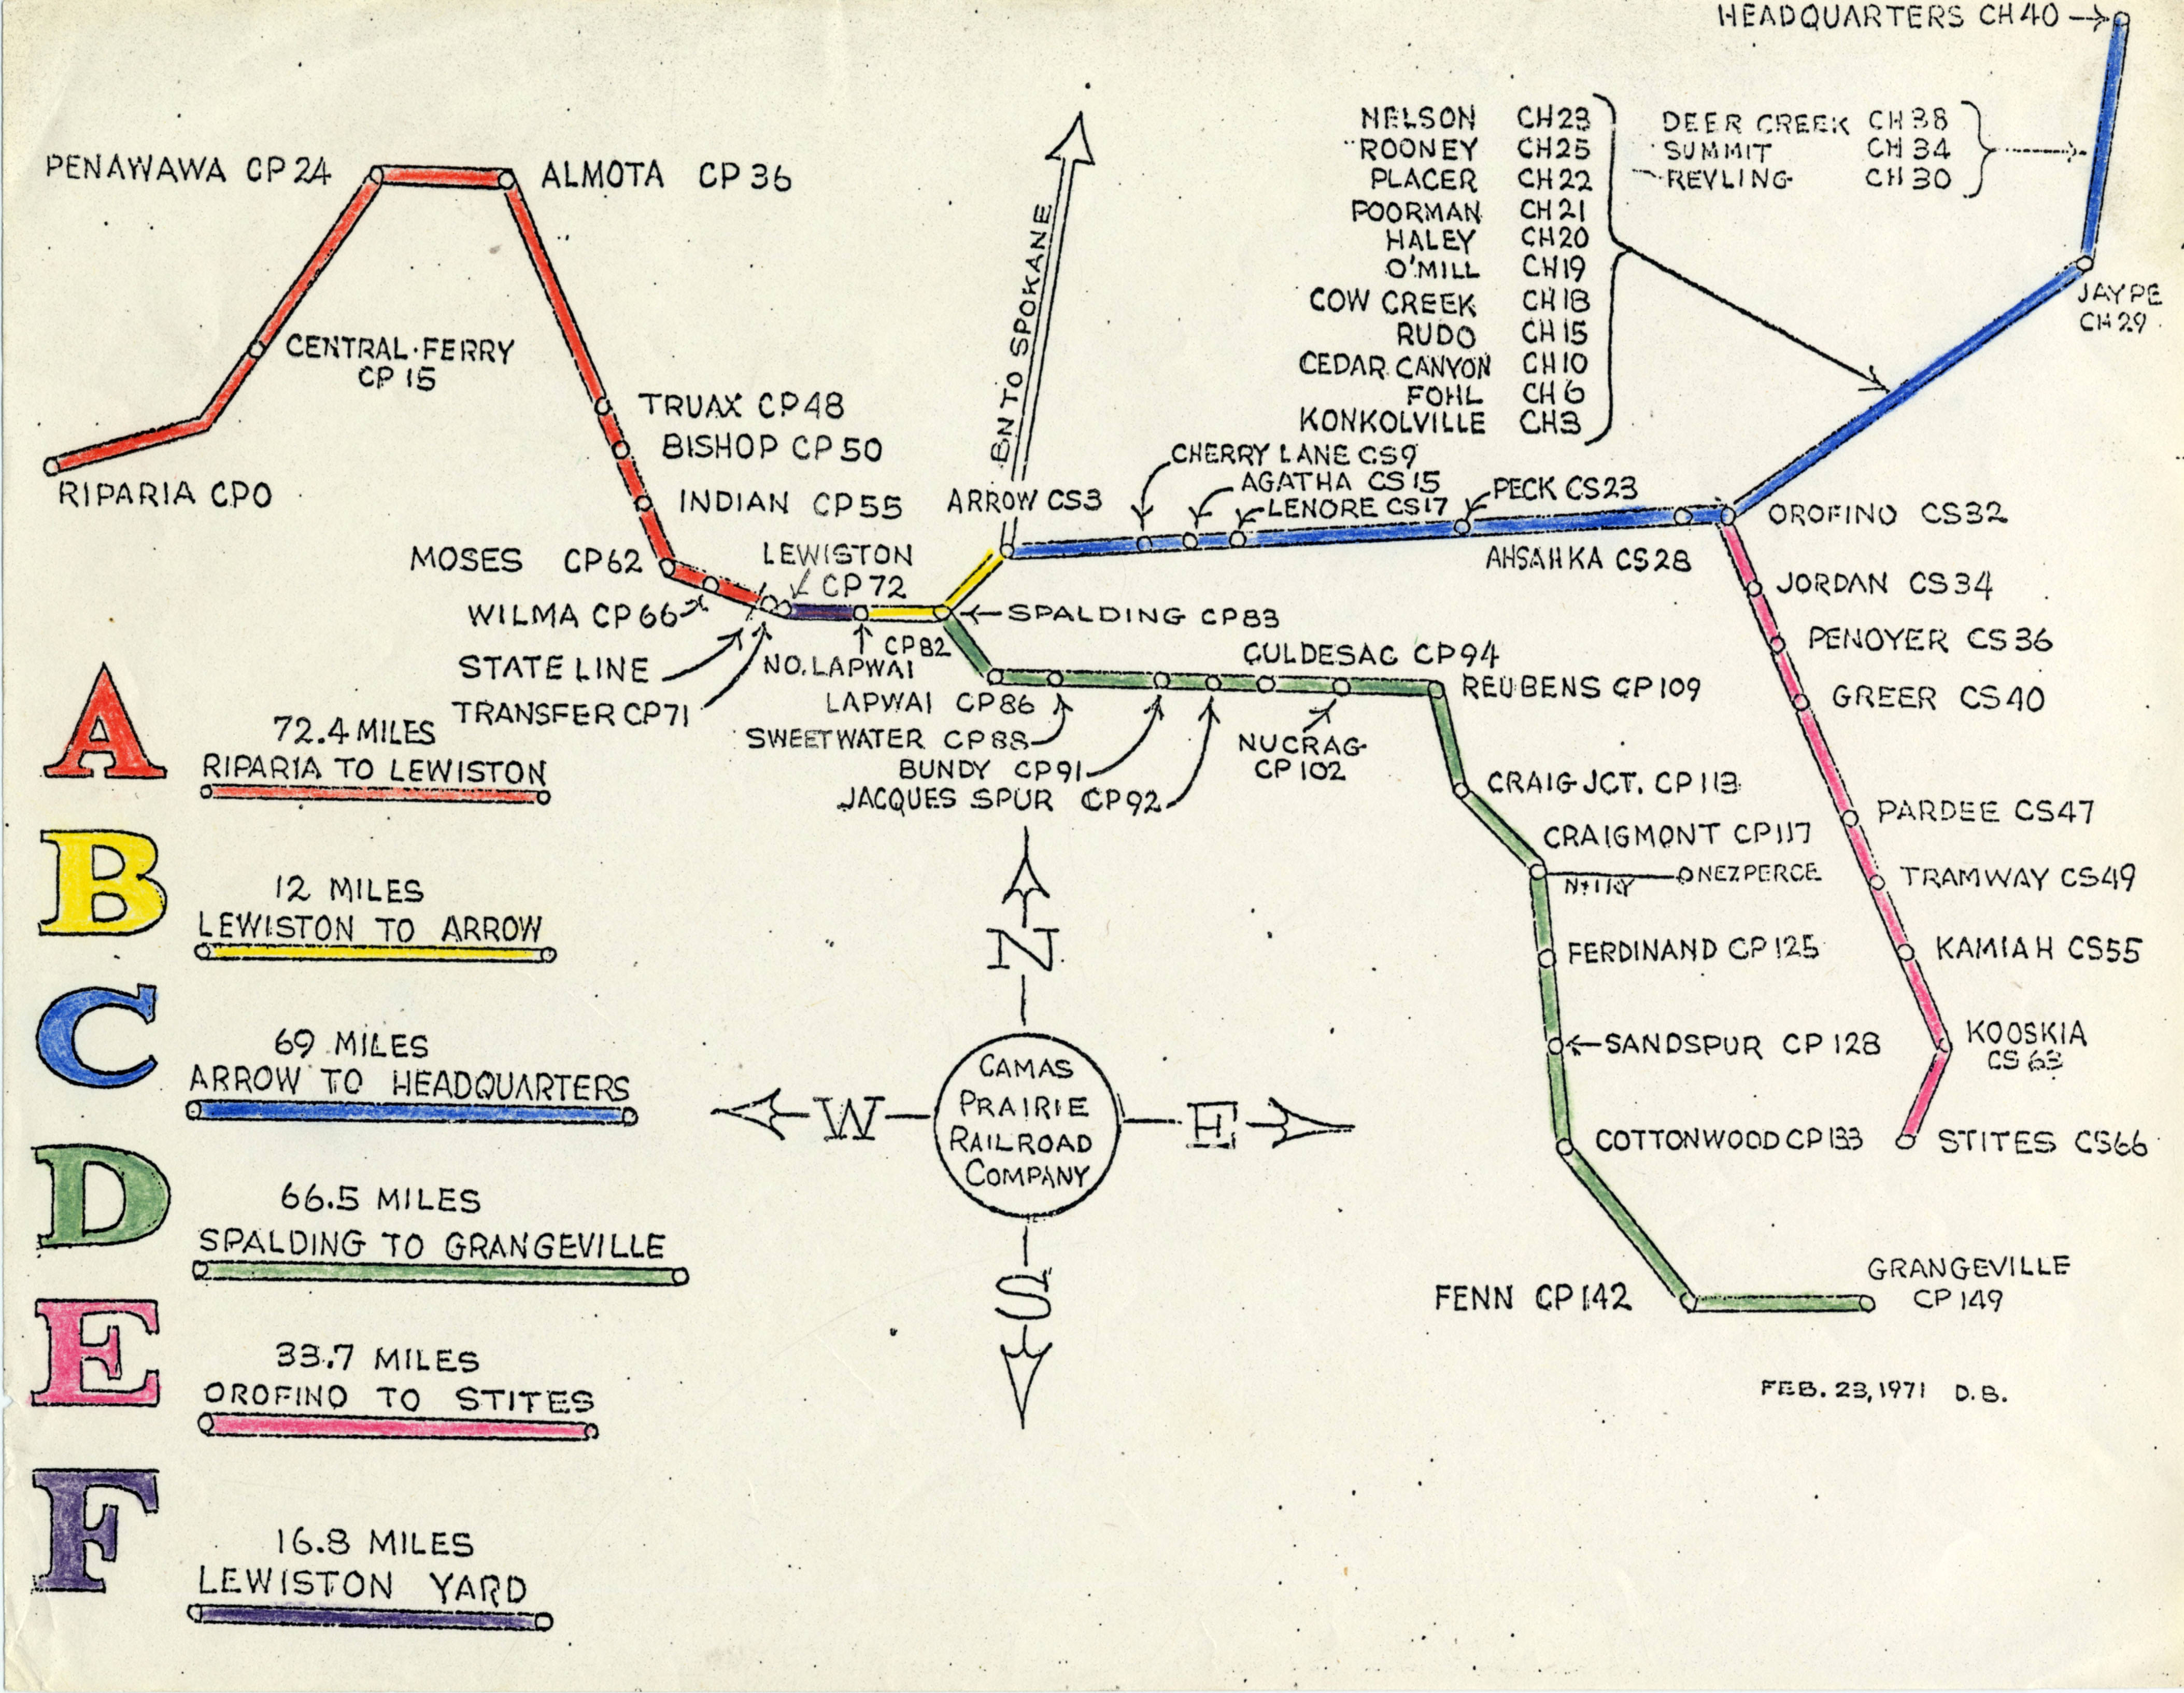 HEADQUARTERS CH 40
NELSON CH23
ROONEY CH25
PLACER CH22
POORMAN CH21
HALEY CH20
O'MILL CH19
COW CREEK CH18
RUDO CH15
CEDAR CANYON CH10
FOHL CH6
KONKOLVILLE CH3
DEER CREEK CH38
SUMMIT CH34
REVLING CH30
JAYPE
CH29
PENAWAWA CP24
ALMOTA CP36
CENTRAL FERRY
CP15
RIPARIA CP0
TRUAX CP48
BISHOP CP50
INDIAN CP55
MOSES CP62
WILMA CP66
STATE LINE
TRANSFER CP71
LEWISTON
CP72
NO. LAPWAI
CP82
BN TO SPOKANE
ARROW CS3
CHERRY LANE CS9
AGATHA CS15
LENORE CS17
PECK CS23
AHSAHKA CS28
OROFINO CS32
SPALDING CP83
LAPWAI CP86
SWEETWATER CP88
BUNDY CP91
JACQUES SPUR CP92
CULDESAC CP94
NUCRAG
CP102
REUBENS CP109
CRAIG JCT. CP113
CRAIGMONT CP117
N+I RY
NEZPERCE
FERDINAND CP125
SANDSPUR CP128
COTTONWOOD CP133
FENN CP142
GRANGEVILLE
CP149
JORDAN CS34
PENOYER CS36
GREER CS40
PARDEE CS47
TRAMWAY CS49
KAMIAH CS55
KOOSKIA
CS63
STITES CS66
A
72.4 MILES
RIPARIA TO LEWISTON
B
12 MILES
LEWISTON TO ARROW
C
69 MILES
ARROW TO HEADQUARTERS
D
66.5 MILES
SPALDING TO GRANGEVILLE
E
33.7 MILES
OROFINO TO STITES
F
16.8 MILES
LEWISTON YARD
N
W
CAMAS
PRAIRIE
RAILROAD
COMPANY
E
S
FEB. 23, 1971 D.B.